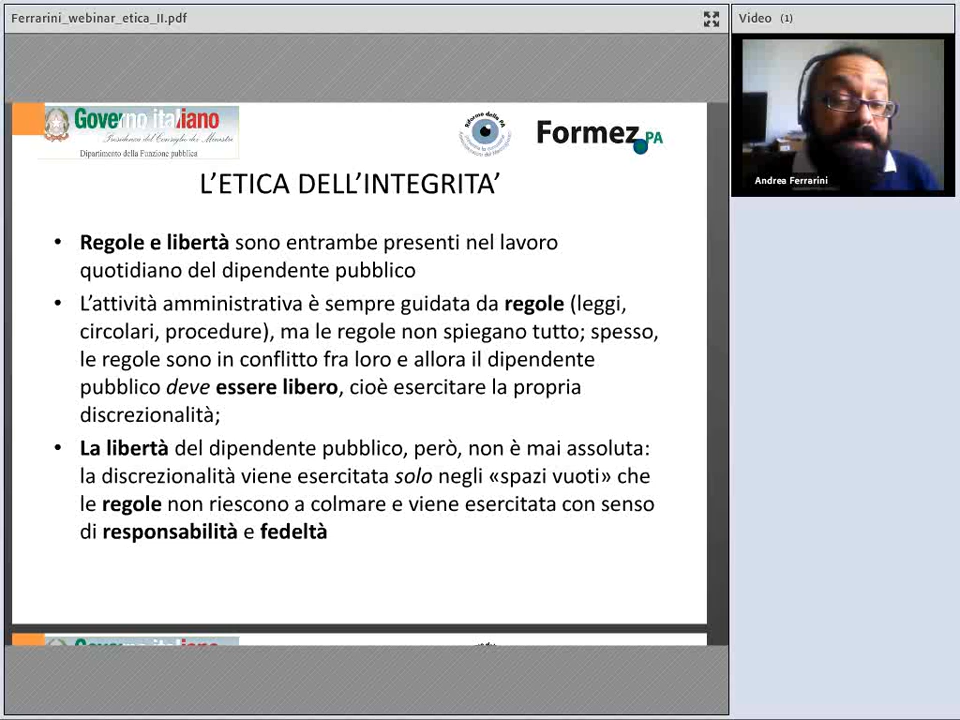 Ferrarini_webinar_etica_II.pdf
Video (1)
Governo italiano
Presidenza del Consiglio dei Ministri
Dipartimento della Funzione pubblica
Riforme della PA
Formez PA
Andrea Ferrarini
L’ETICA DELL’INTEGRITA’
• Regole e libertà sono entrambe presenti nel lavoro
quotidiano del dipendente pubblico
• L’attività amministrativa è sempre guidata da regole (leggi,
circolari, procedure), ma le regole non spiegano tutto; spesso,
le regole sono in conflitto fra loro e allora il dipendente
pubblico deve essere libero, cioè esercitare la propria
discrezionalità;
• La libertà del dipendente pubblico, però, non è mai assoluta:
la discrezionalità viene esercitata solo negli «spazi vuoti» che
le regole non riescono a colmare e viene esercitata con senso
di responsabilità e fedeltà
Governo italiano